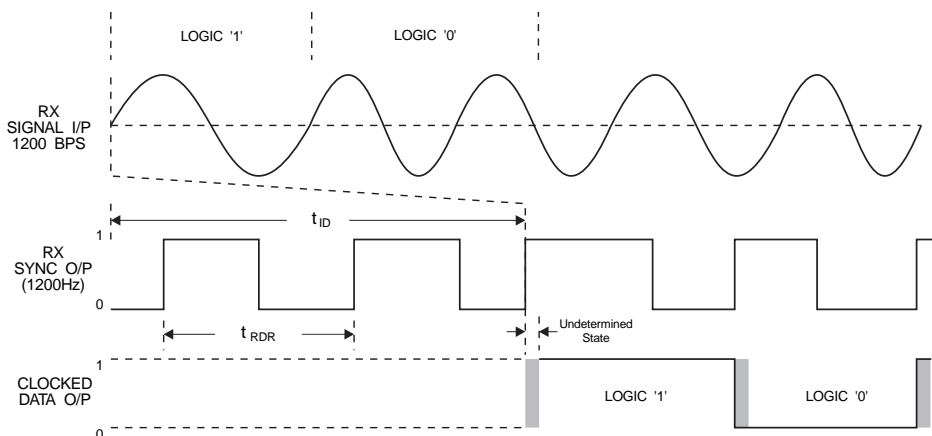 LOGIC '1'
LOGIC '0'
RX
SIGNAL I/P
1200 BPS
t ID
1
RX
SYNC O/P
(1200Hz)
0
t RDR
Undetermined
State
1
CLOCKED
DATA O/P
LOGIC '1'
LOGIC '0'
0